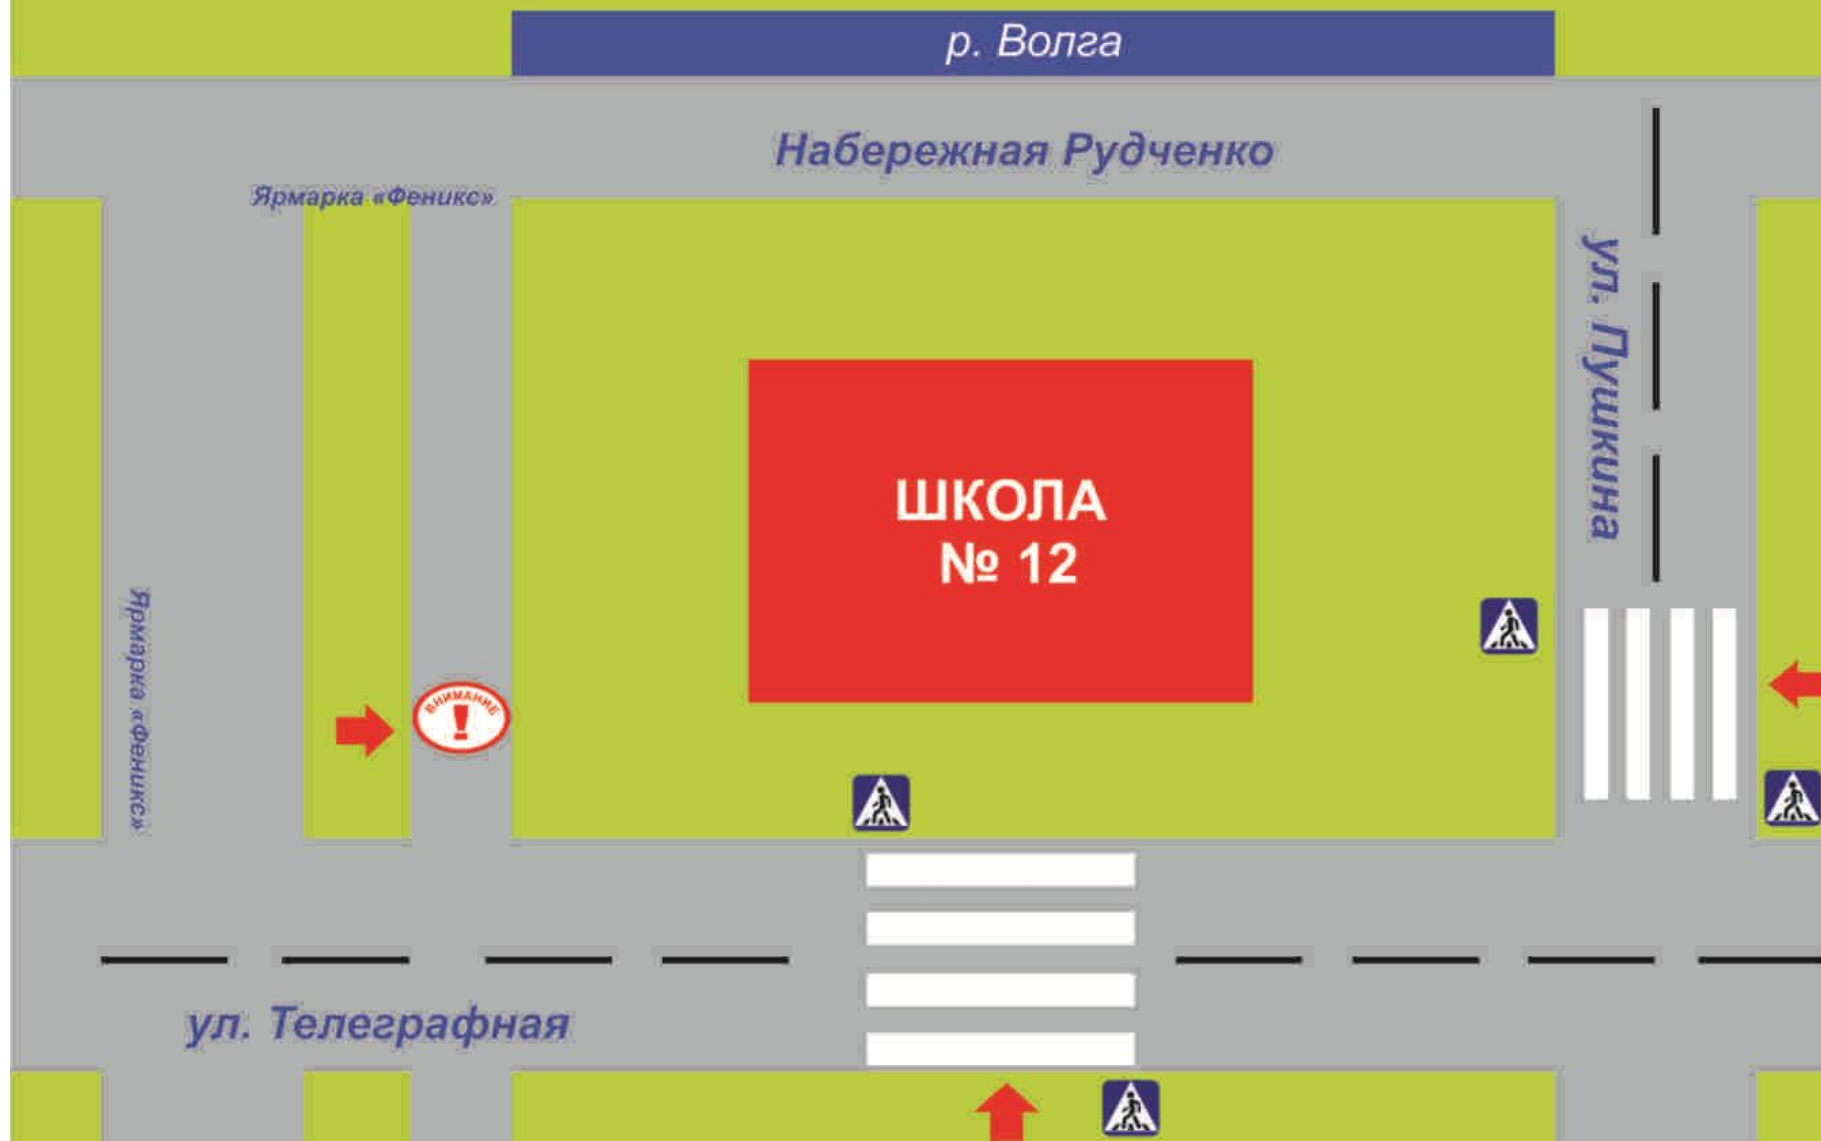 р. Волга
Набережная Рудченко
Ярмарка «Феникс»
ул. Пушкина
ШКОЛА
№ 12
Ярмарка «Феникс»
ВНИМАНИЕ
!
ул. Телеграфная